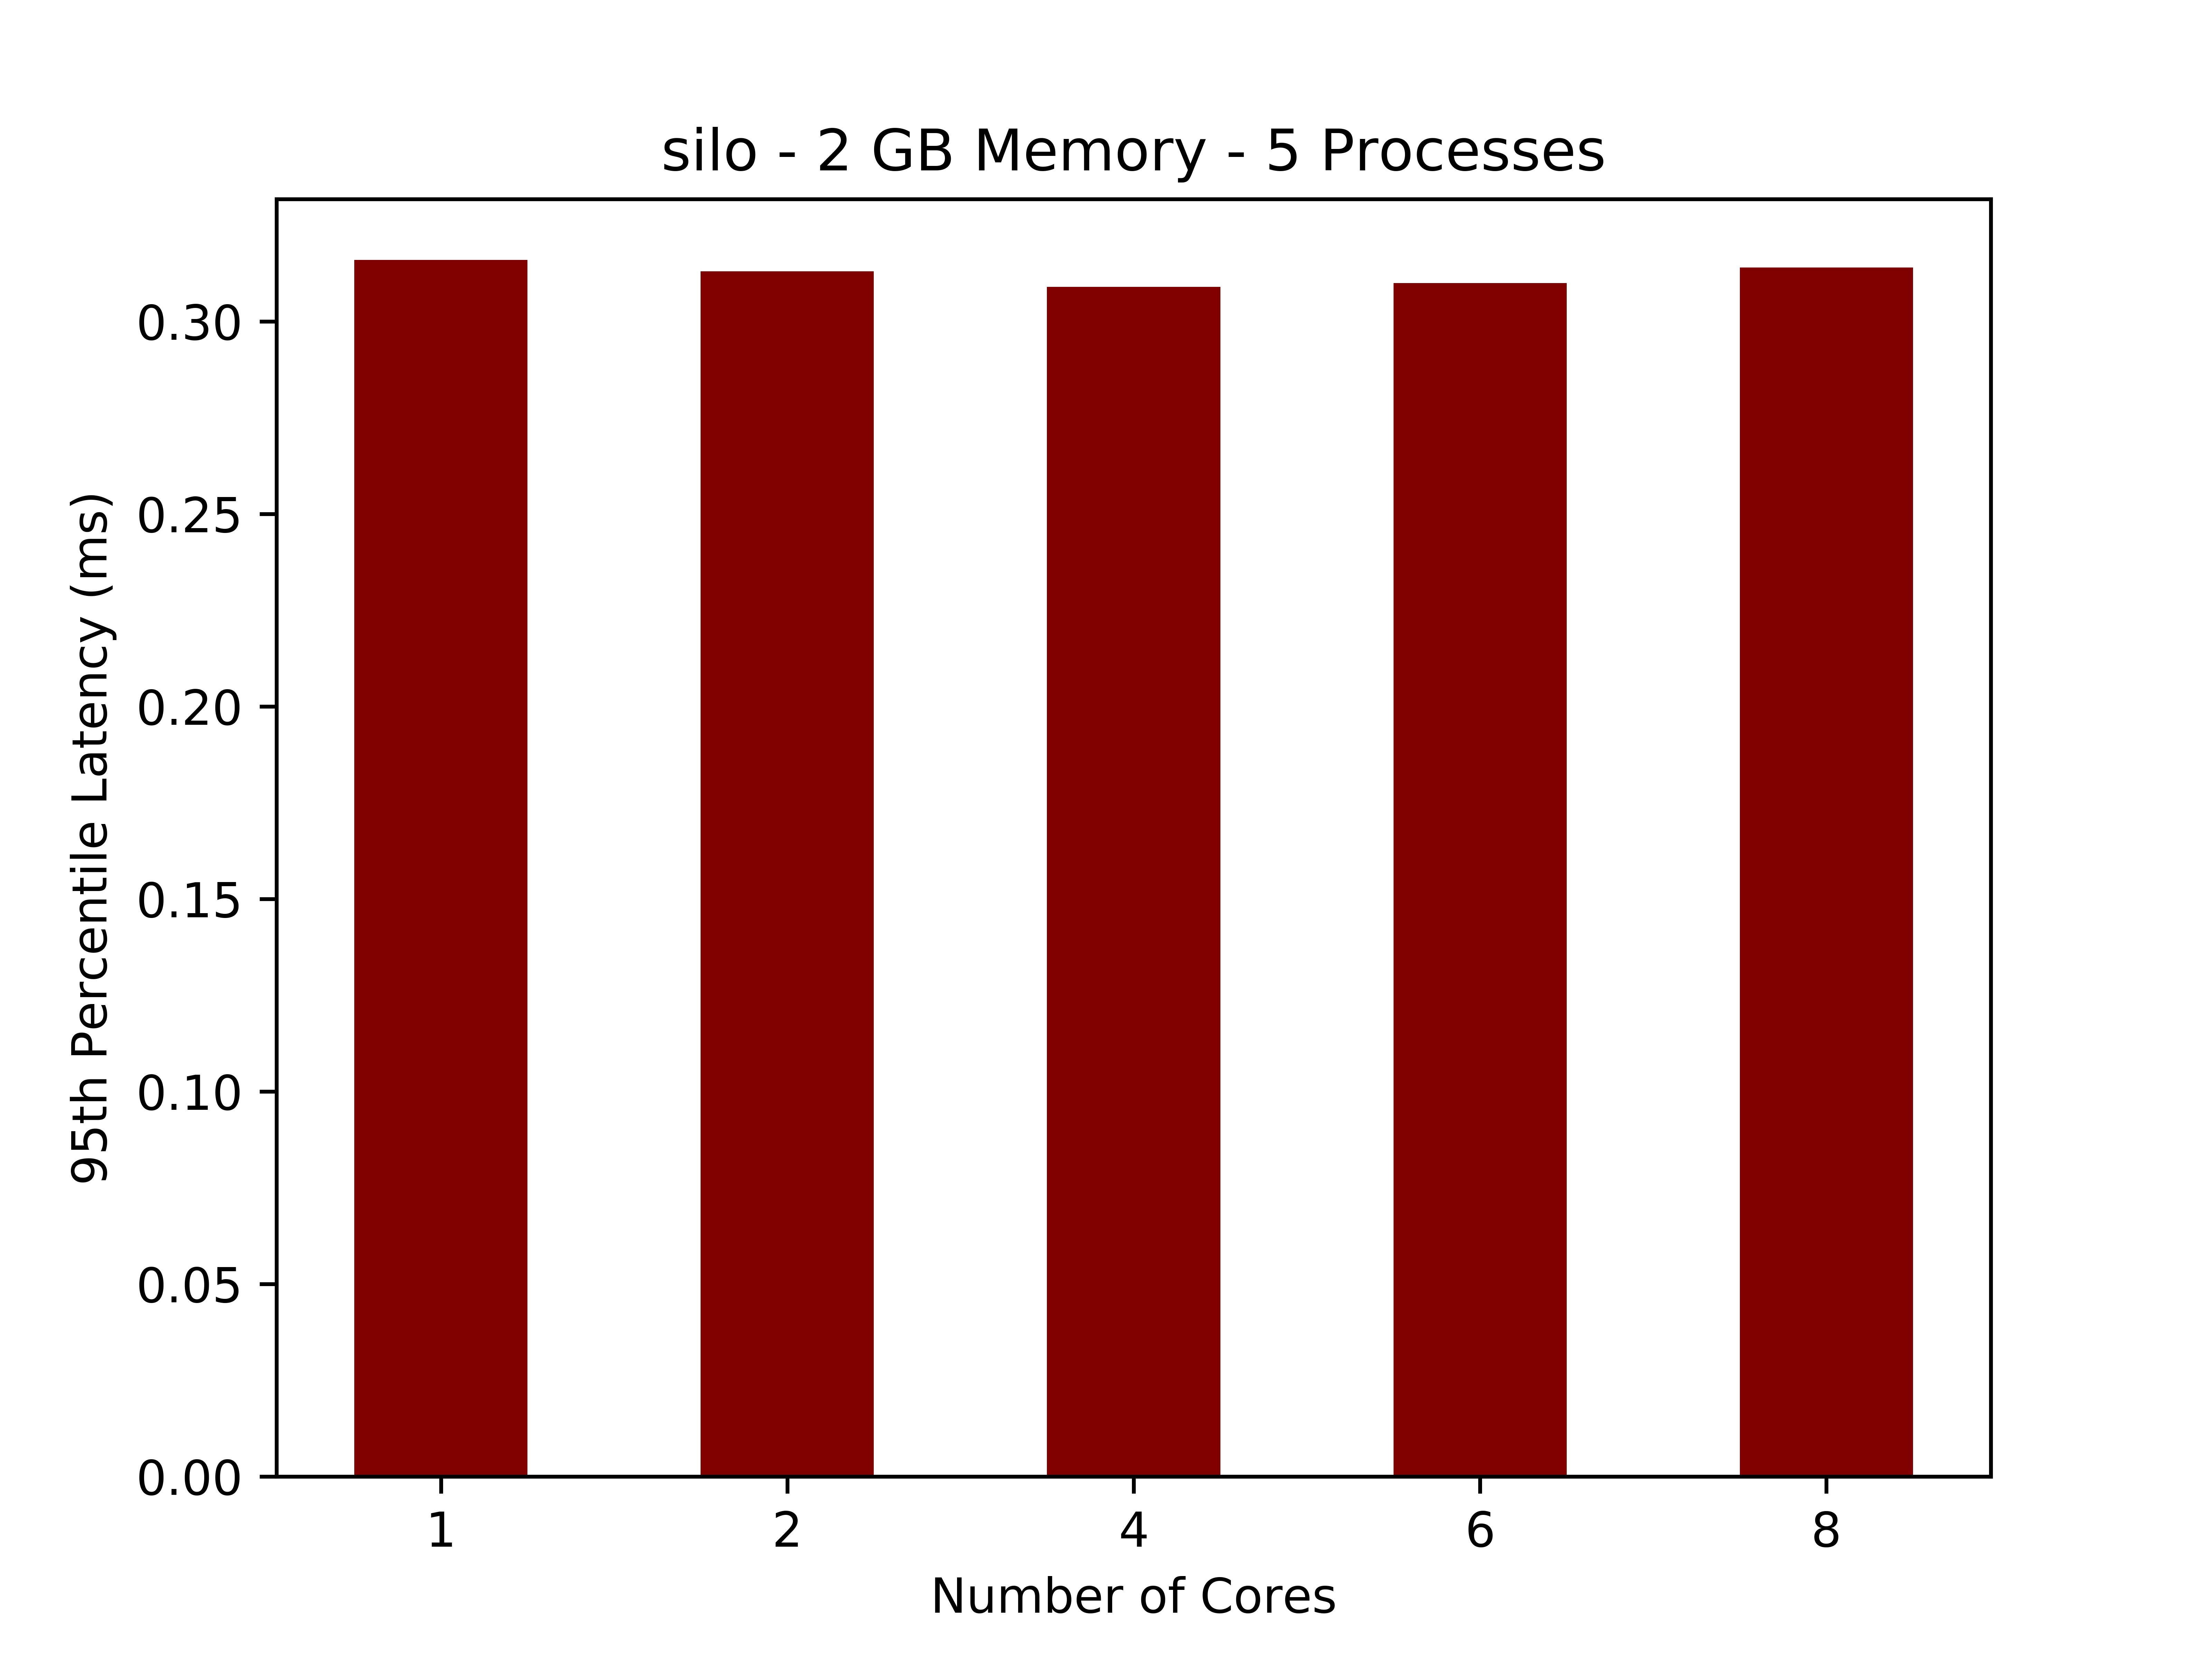 silo - 2 GB Memory - 5 Processes
95th Percentile Latency (ms)
0.30
0.25
0.20
0.15
0.10
0.05
0.00
1 2 4 6 8
Number of Cores